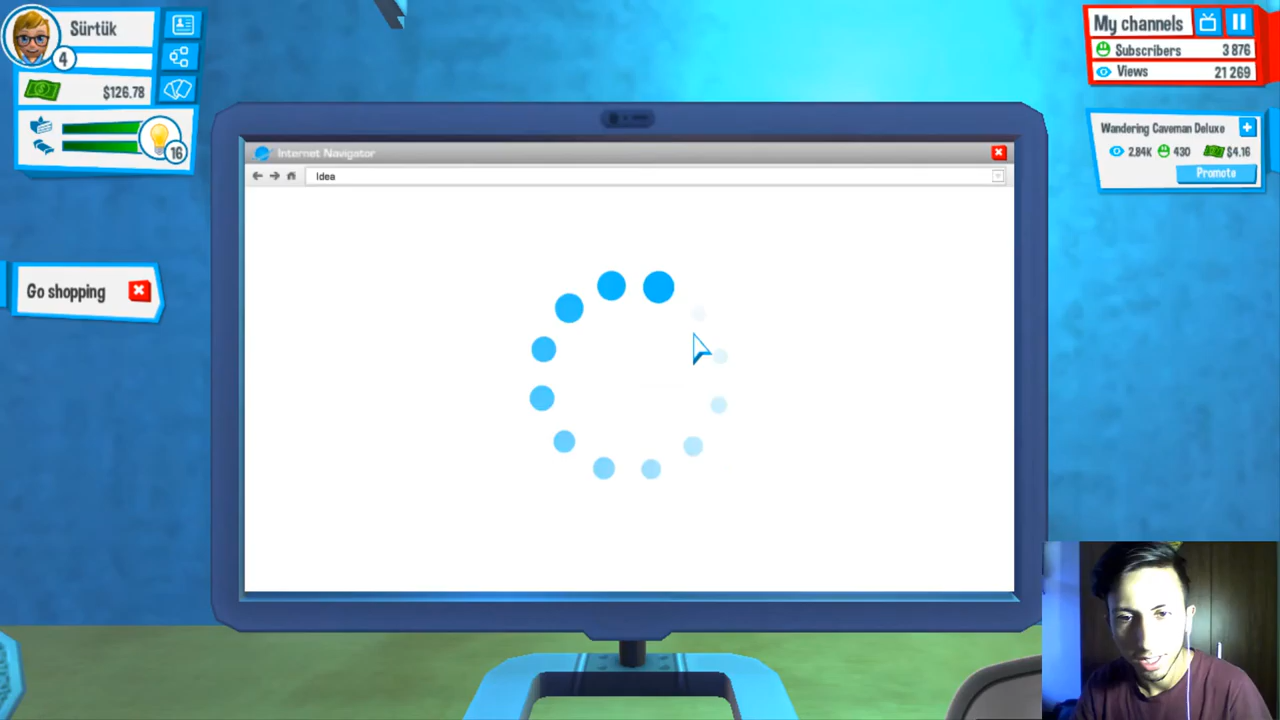 Sürtük
4
$126.78
16
My channels
Subscribers 3 876
Views 21 269
Wandering Caveman Deluxe
2.84K 430 $4.16
Promote
Internet Navigator
Idea
Go shopping